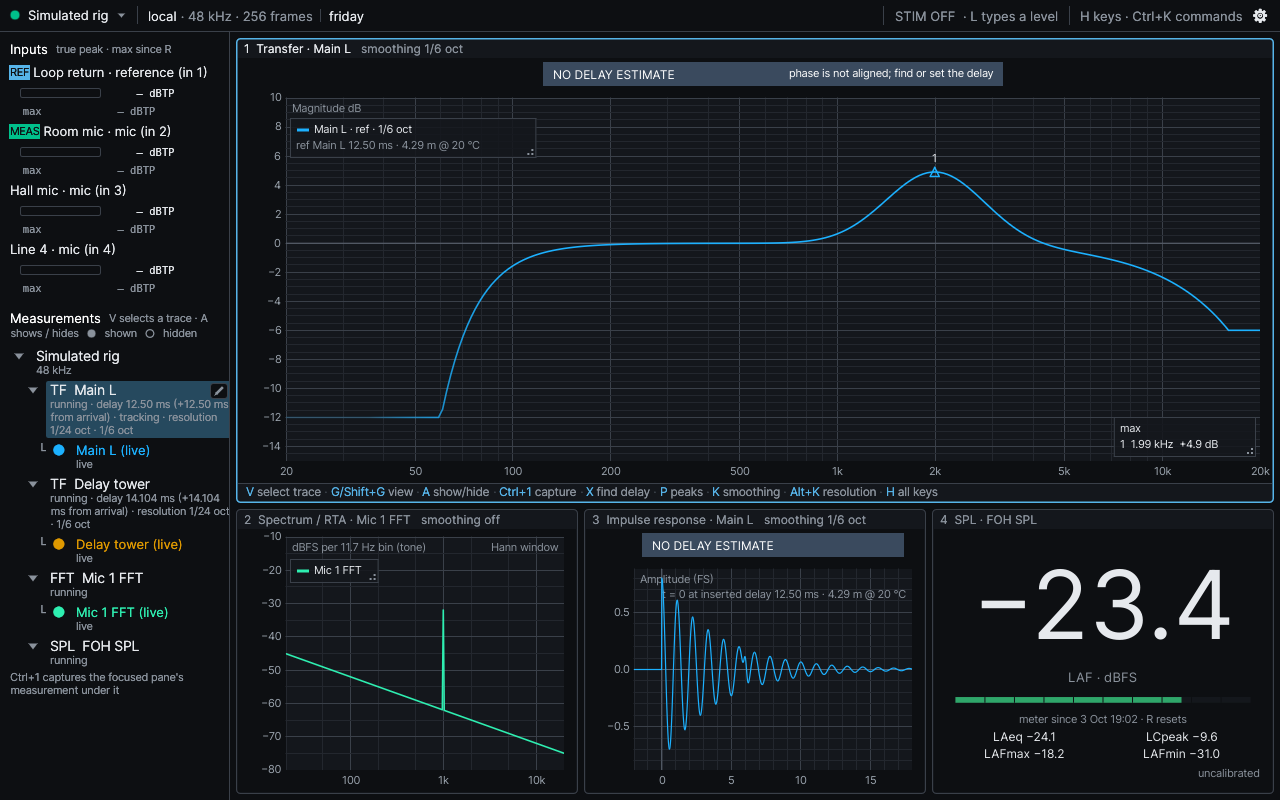 Simulated rig
local · 48 kHz · 256 frames
friday
STIM OFF · L types a level
H keys · Ctrl+K commands
Inputs true peak · max since R
REF Loop return · reference (in 1)
– dBTP
max – dBTP
MEAS Room mic · mic (in 2)
– dBTP
max – dBTP
Hall mic · mic (in 3)
– dBTP
max – dBTP
Line 4 · mic (in 4)
– dBTP
max – dBTP
Measurements V selects a trace · A
shows / hides shown hidden
Simulated rig
48 kHz
TF Main L
running · delay 12.50 ms (+12.50 ms
from arrival) · tracking · resolution
1/24 oct · 1/6 oct
Main L (live)
live
TF Delay tower
running · delay 14.104 ms (+14.104
ms from arrival) · resolution 1/24 oct
· 1/6 oct
Delay tower (live)
live
FFT Mic 1 FFT
running
Mic 1 FFT (live)
live
SPL FOH SPL
running
Ctrl+1 captures the focused pane's
measurement under it
1 Transfer · Main L smoothing 1/6 oct
NO DELAY ESTIMATE phase is not aligned; find or set the delay
Magnitude dB
Main L · ref · 1/6 oct
ref Main L 12.50 ms · 4.29 m @ 20 °C
10
8
6
4
2
0
−2
−4
−6
−8
−10
−12
−14
1
max
1 1.99 kHz +4.9 dB
20 50 100 200 500 1k 2k 5k 10k 20k
V select trace · G/Shift+G view · A show/hide · Ctrl+1 capture · X find delay · P peaks · K smoothing · Alt+K resolution · H all keys
2 Spectrum / RTA · Mic 1 FFT smoothing off
dBFS per 11.7 Hz bin (tone) Hann window
Mic 1 FFT
−10
−20
−30
−40
−50
−60
−70
−80
100 1k 10k
3 Impulse response · Main L smoothing 1/6 oct
NO DELAY ESTIMATE
Amplitude (FS)
t = 0 at inserted delay 12.50 ms · 4.29 m @ 20 °C
0.5
0.0
−0.5
0 5 10 15
4 SPL · FOH SPL
−23.4
LAF · dBFS
meter since 3 Oct 19:02 · R resets
LAeq −24.1 LCpeak −9.6
LAFmax −18.2 LAFmin −31.0
uncalibrated